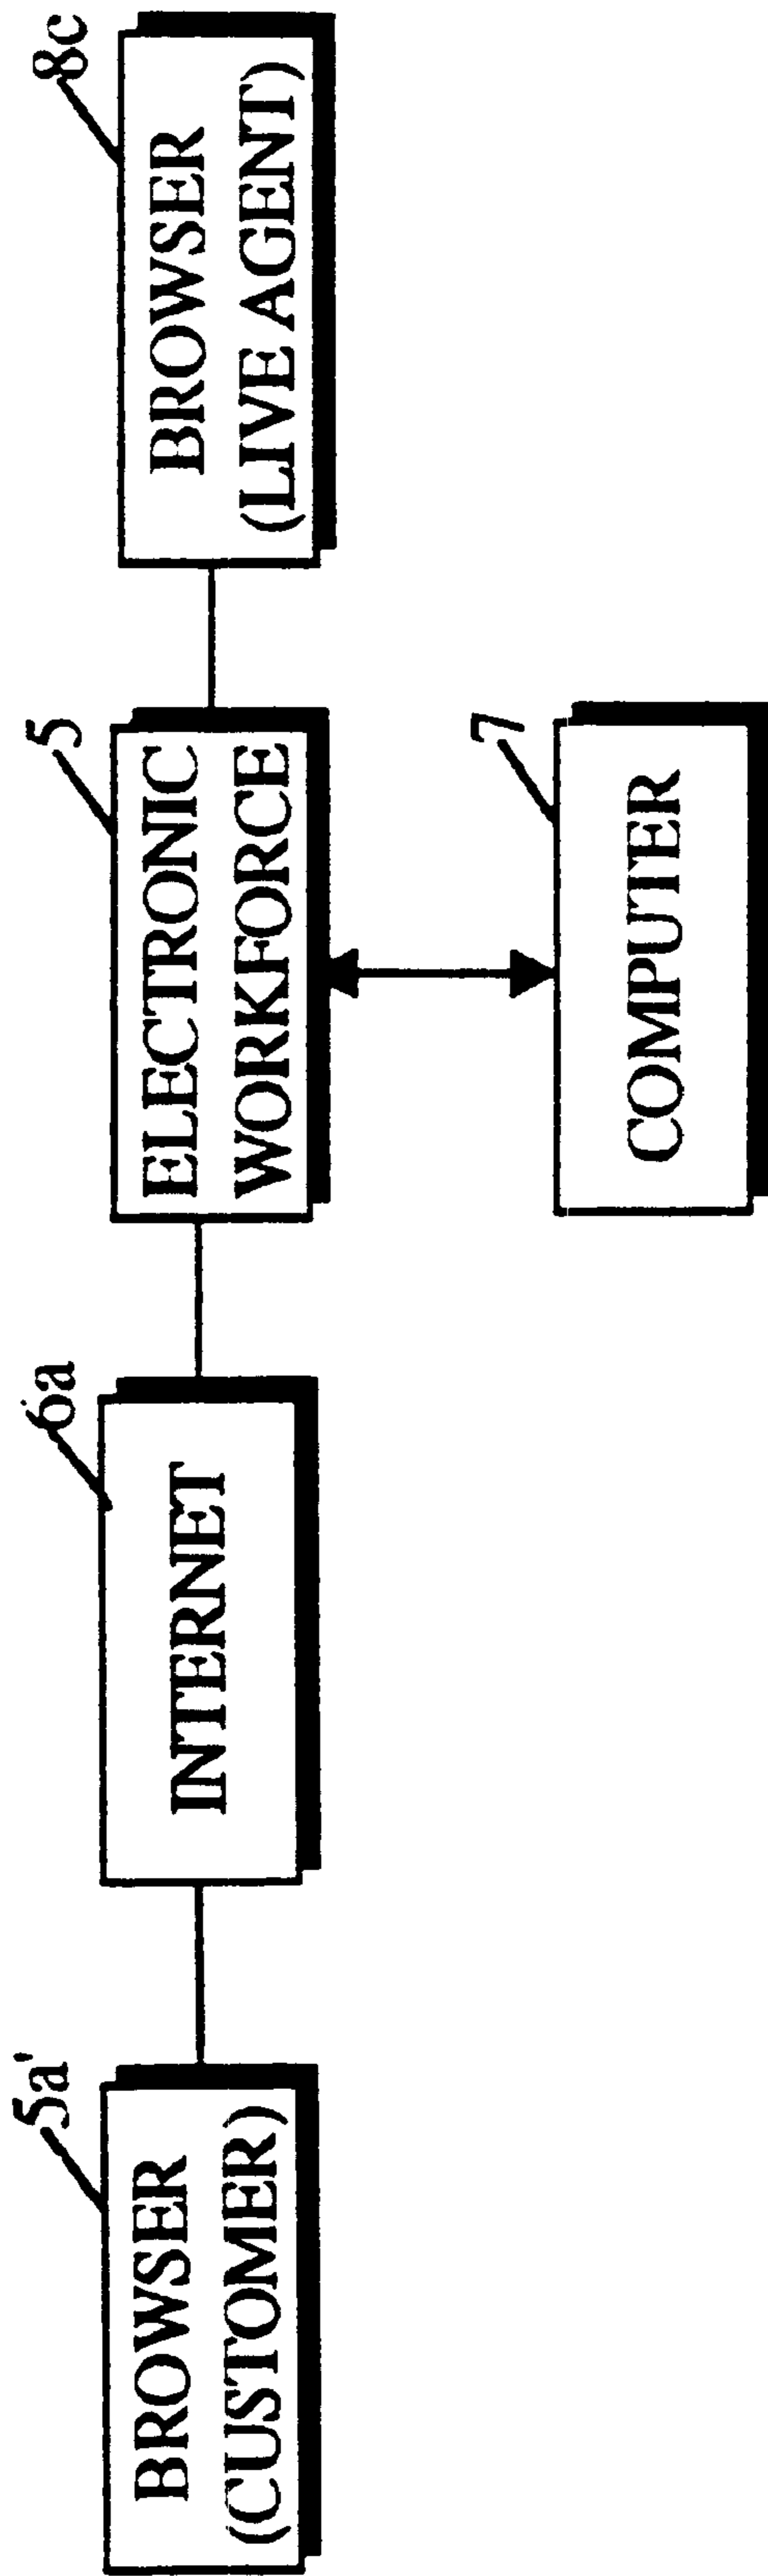 5a'
BROWSER
(CUSTOMER)
6a
INTERNET
5
ELECTRONIC
WORKFORCE
8c
BROWSER
(LIVE AGENT)
7
COMPUTER